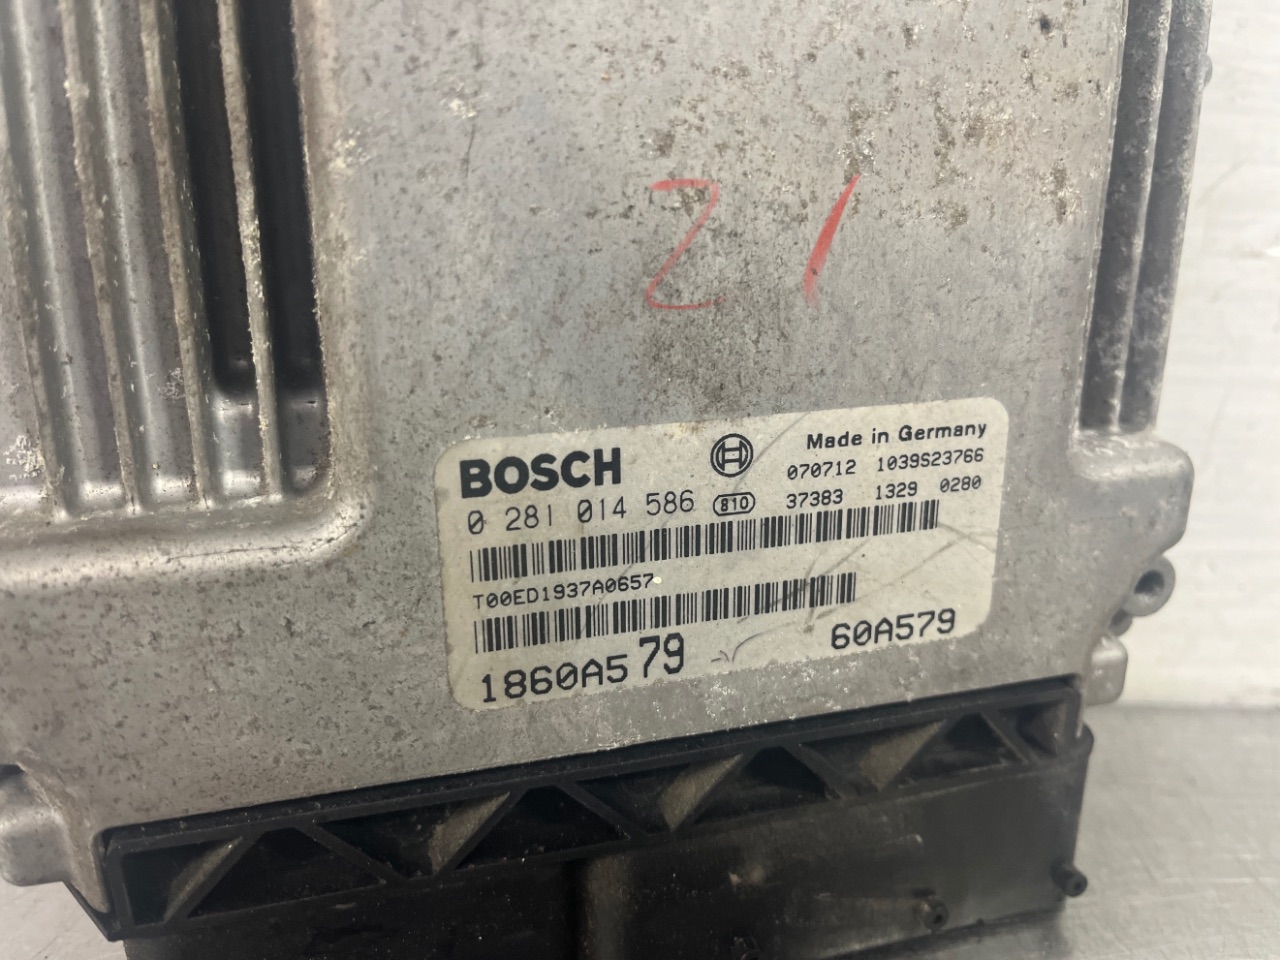 21
BOSCH
Made in Germany
0 281 014 586
070712 1039S23766
810
37383 1329 0280
T00ED1937A0657
1860A579
60A579